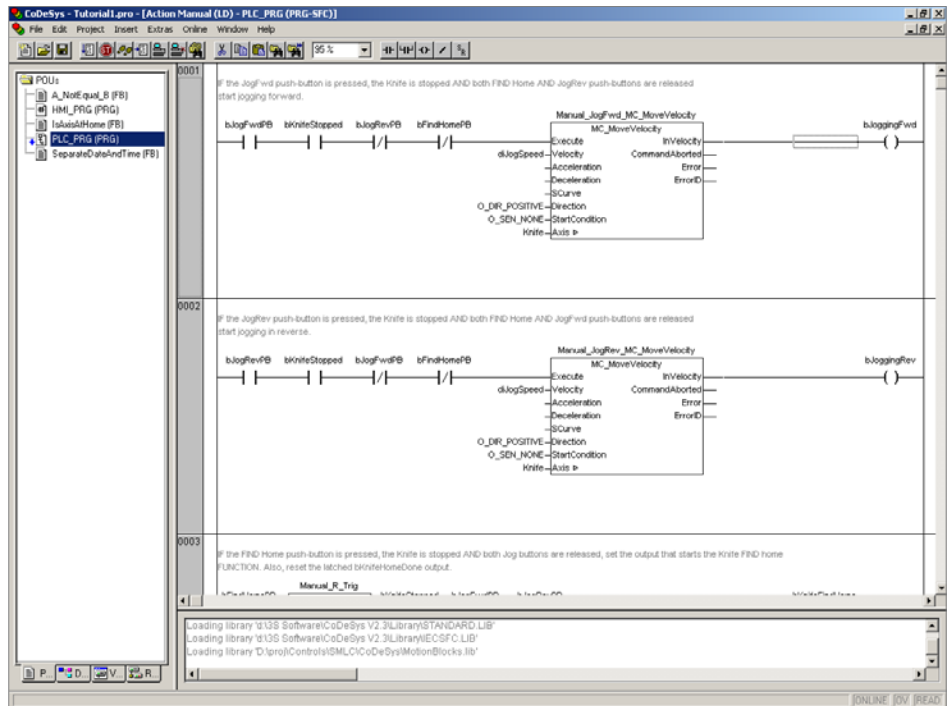 CoDeSys - Tutorial1.pro - [Action Manual (LD) - PLC_PRG (PRG-SFC)]
File Edit Project Insert Extras Online Window Help
95 %
POUs
A_NotEqual_B (FB)
HMI_PRG (PRG)
IsAxisAtHome (FB)
PLC_PRG (PRG)
SeparateDateAndTime (FB)
0001
IF the JogFwd push-button is pressed, the Knife is stopped AND both FIND Home AND JogRev push-buttons are released
start jogging forward.
Manual_JogFwd_MC_MoveVelocity
bJogFwdPB bKnifeStopped bJogRevPB bFindHomePB MC_MoveVelocity bJoggingFwd
Execute InVelocity
diJogSpeed Velocity CommandAborted
Acceleration Error
Deceleration ErrorID
SCurve
O_DIR_POSITIVE Direction
O_SEN_NONE StartCondition
Knife Axis
0002
IF the JogRev push-button is pressed, the Knife is stopped AND both FIND Home AND JogFwd push-buttons are released
start jogging in reverse.
Manual_JogRev_MC_MoveVelocity
bJogRevPB bKnifeStopped bJogFwdPB bFindHomePB MC_MoveVelocity bJoggingRev
Execute InVelocity
diJogSpeed Velocity CommandAborted
Acceleration Error
Deceleration ErrorID
SCurve
O_DIR_POSITIVE Direction
O_SEN_NONE StartCondition
Knife Axis
0003
IF the FIND Home push-button is pressed, the Knife is stopped AND both Jog buttons are released, set the output that starts the Knife FIND home
FUNCTION. Also, reset the latched bKnifeHomeDone output.
Manual_R_Trig
Loading library 'd:\3S Software\CoDeSys V2.3\Library\STANDARD.LIB'
Loading library 'd:\3S Software\CoDeSys V2.3\Library\IECSFC.LIB'
Loading library 'D:\proj\Controls\SMLC\CoDeSys\MotionBlocks.lib'
P... D... V... R...
ONLINE OV READ